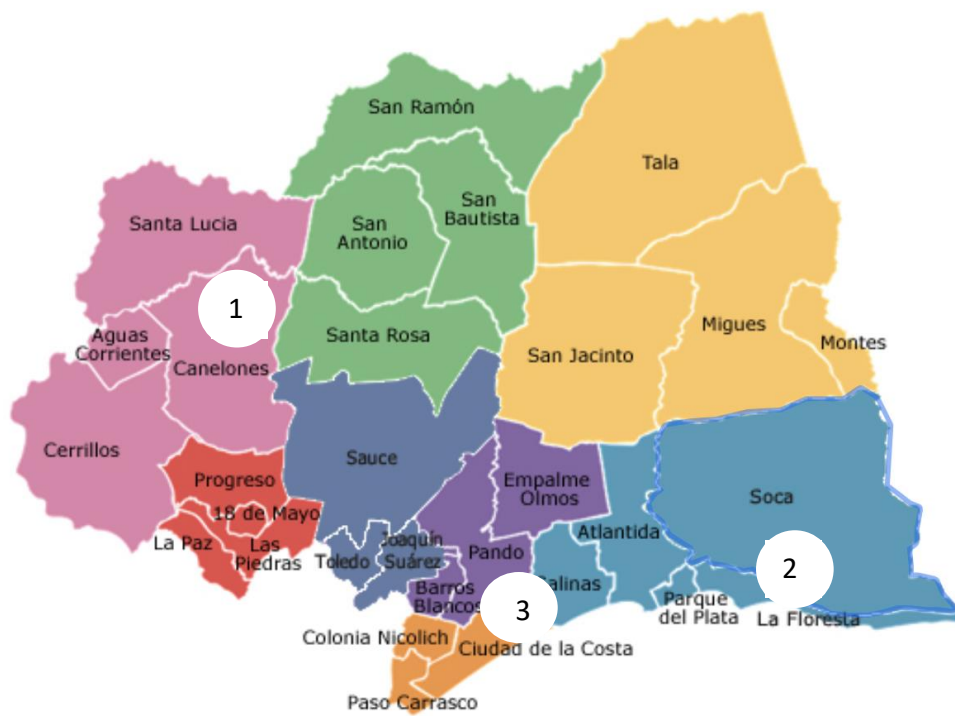 San Ramón
Tala
San
Bautista
Santa Lucia
San
Antonio
1
Santa Rosa
Migues
Montes
Aguas
Corrientes
San Jacinto
Canelones
Cerrillos
Sauce
Progreso
Empalme
Olmos
Soca
18 de Mayo
Atlantida
La Paz
Las
Piedras
Toledo
Joaquín
Suárez
Pando
2
Barros
Blancos
3
Salinas
Parque
del Plata
La Floresta
Colonia Nicolich
Ciudad de la Costa
Paso Carrasco